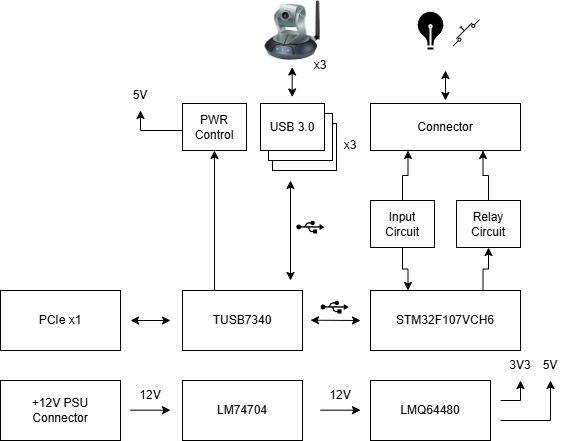 x3
5V
PWR
Control
USB 3.0
x3
Connector
Input
Circuit
Relay
Circuit
PCIe x1
TUSB7340
STM32F107VCH6
3V3
5V
+12V PSU
Connector
12V
LM74704
12V
LMQ64480